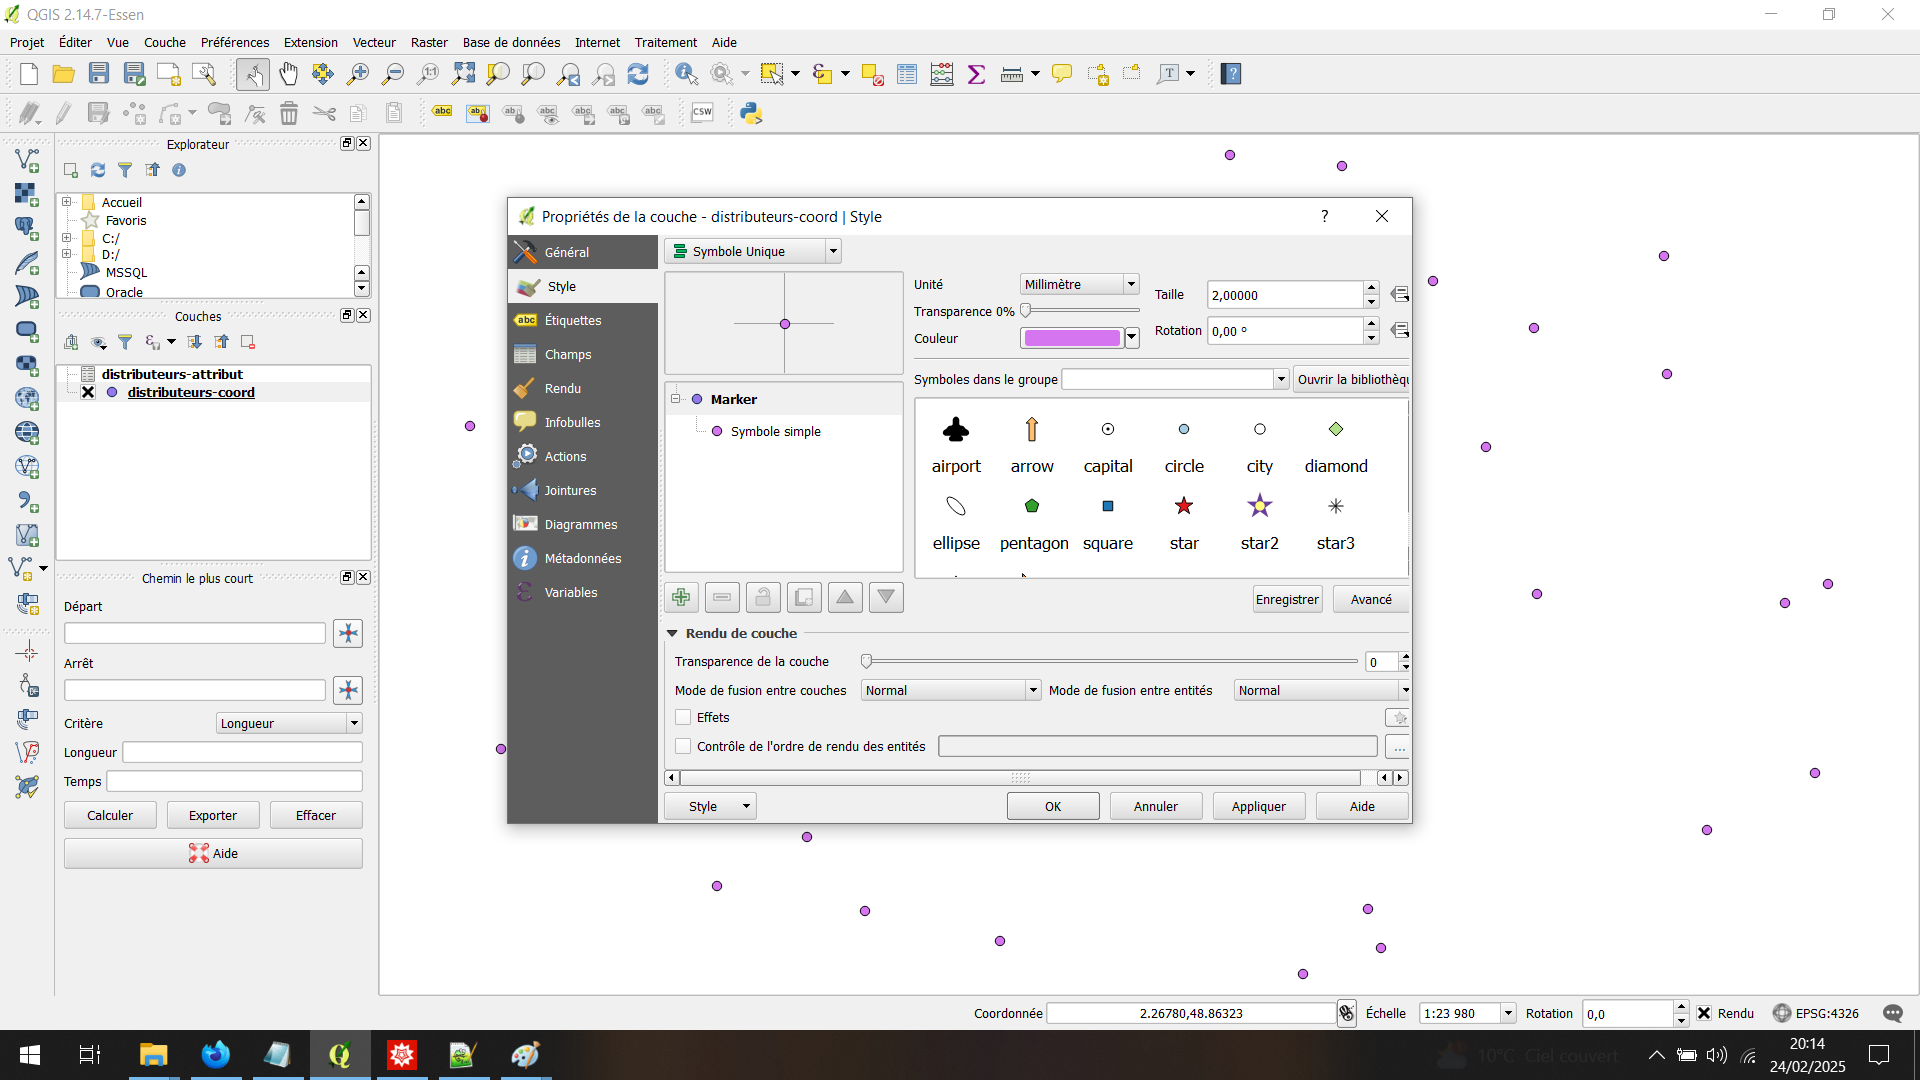 QGIS 2.14.7-Essen
Projet Éditer Vue Couche Préférences Extension Vecteur Raster Base de données Internet Traitement Aide
Explorateur
Accueil
Favoris
C:/
D:/
MSSQL
Oracle
Couches
distributeurs-attribut
distributeurs-coord
Chemin le plus court
Départ
Arrêt
Critère Longueur
Longueur
Temps
Calculer Exporter Effacer
Aide
Propriétés de la couche - distributeurs-coord | Style
Général
Style
Étiquettes
Champs
Rendu
Infobulles
Actions
Jointures
Diagrammes
Métadonnées
Variables
Symbole Unique
Marker
Symbole simple
Unité Millimètre
Transparence 0%
Couleur
Taille 2,00000
Rotation 0,00 °
Symboles dans le groupe Ouvrir la bibliothèqu
airport arrow capital circle city diamond
ellipse pentagon square star star2 star3
Enregistrer Avancé
Rendu de couche
Transparence de la couche 0
Mode de fusion entre couches Normal Mode de fusion entre entités Normal
Effets
Contrôle de l'ordre de rendu des entités ...
Style OK Annuler Appliquer Aide
Coordonnée 2.26780,48.86323 Échelle 1:23 980 Rotation 0,0 Rendu EPSG:4326
10°C Ciel couvert
20:14
24/02/2025